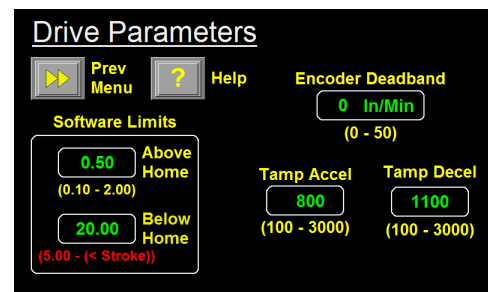 Drive Parameters
Prev
Menu
?
Help
Encoder Deadband
0 In/Min
(0 - 50)
Software Limits
0.50
Above
Home
(0.10 - 2.00)
20.00
Below
Home
(5.00 - (< Stroke))
Tamp Accel
800
(100 - 3000)
Tamp Decel
1100
(100 - 3000)